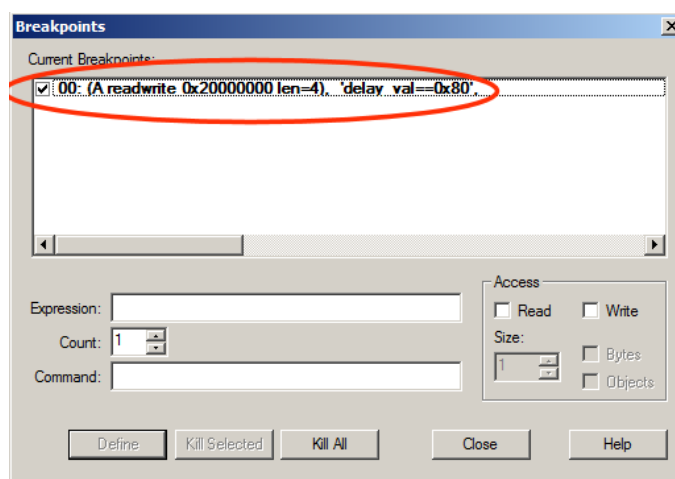 Breakpoints
Current Breakpoints:
00: (A readwrite 0x20000000 len=4), 'delay_val==0x80',
Access
Expression:
Read
Write
Count: 1
Size:
1
Bytes
Command:
Objects
Define
Kill Selected
Kill All
Close
Help